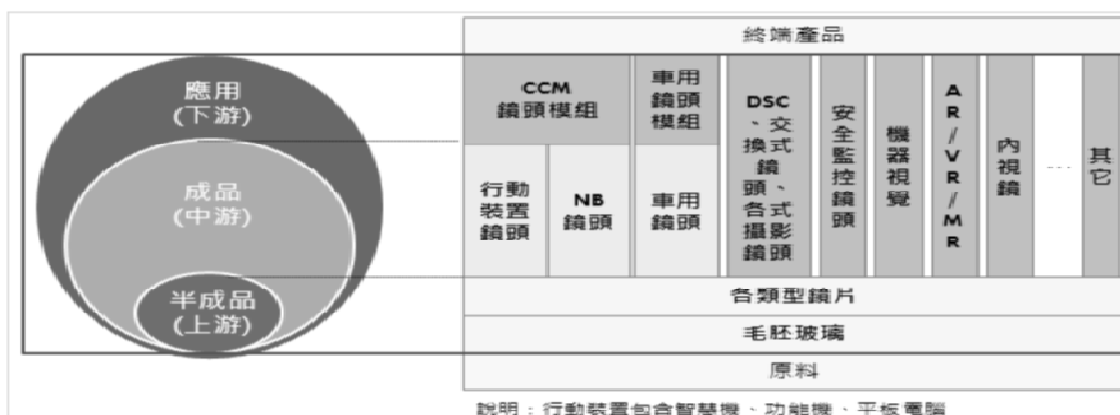 終端產品
應用
(下游)
成品
(中游)
半成品
(上游)
CCM
鏡頭模組
車用
鏡頭
模組
行動
裝置
鏡頭
NB
鏡頭
車用
鏡頭
DSC
、交
換式
鏡
頭、
各式
攝影
鏡頭
安
全
監
控
鏡
頭
機
器
視
覺
A
R
/
V
R
/
M
R
內
視
鏡
....
其
它
各類型鏡片
毛胚玻璃
原料
說明：行動裝置包含智慧機、功能機、平板電腦